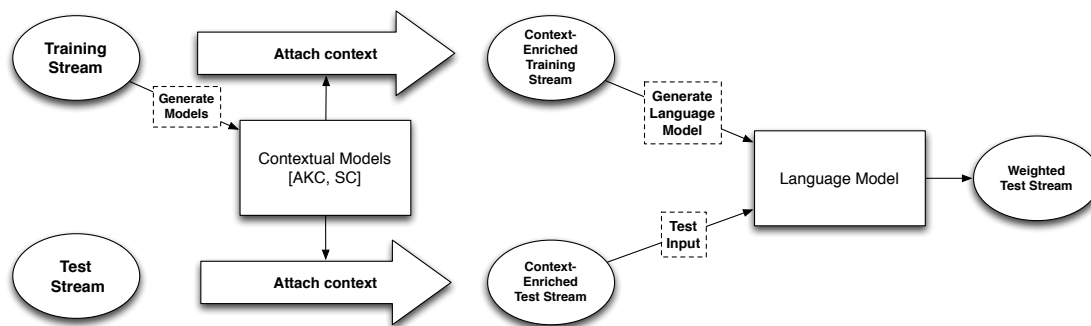 Training
Stream
Attach context
Context-
Enriched
Training
Stream
Generate
Models
Generate
Language
Model
Contextual Models
[AKC, SC]
Language Model
Weighted
Test Stream
Test
Input
Test
Stream
Attach context
Context-
Enriched
Test Stream